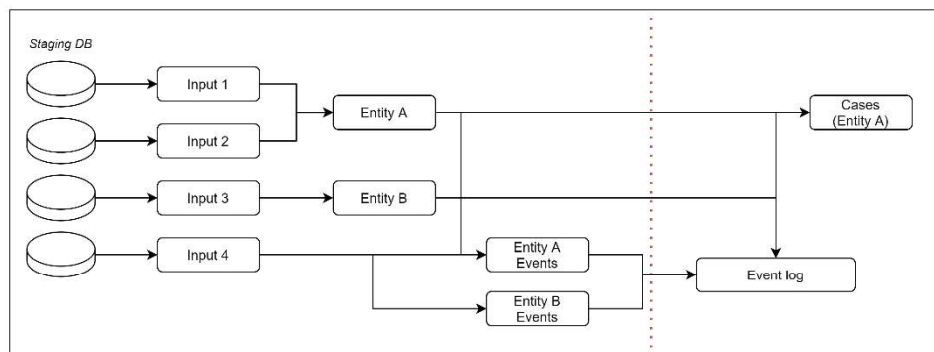 Staging DB
Input 1
Input 2
Input 3
Input 4
Entity A
Entity B
Entity A
Events
Entity B
Events
Cases
(Entity A)
Event log